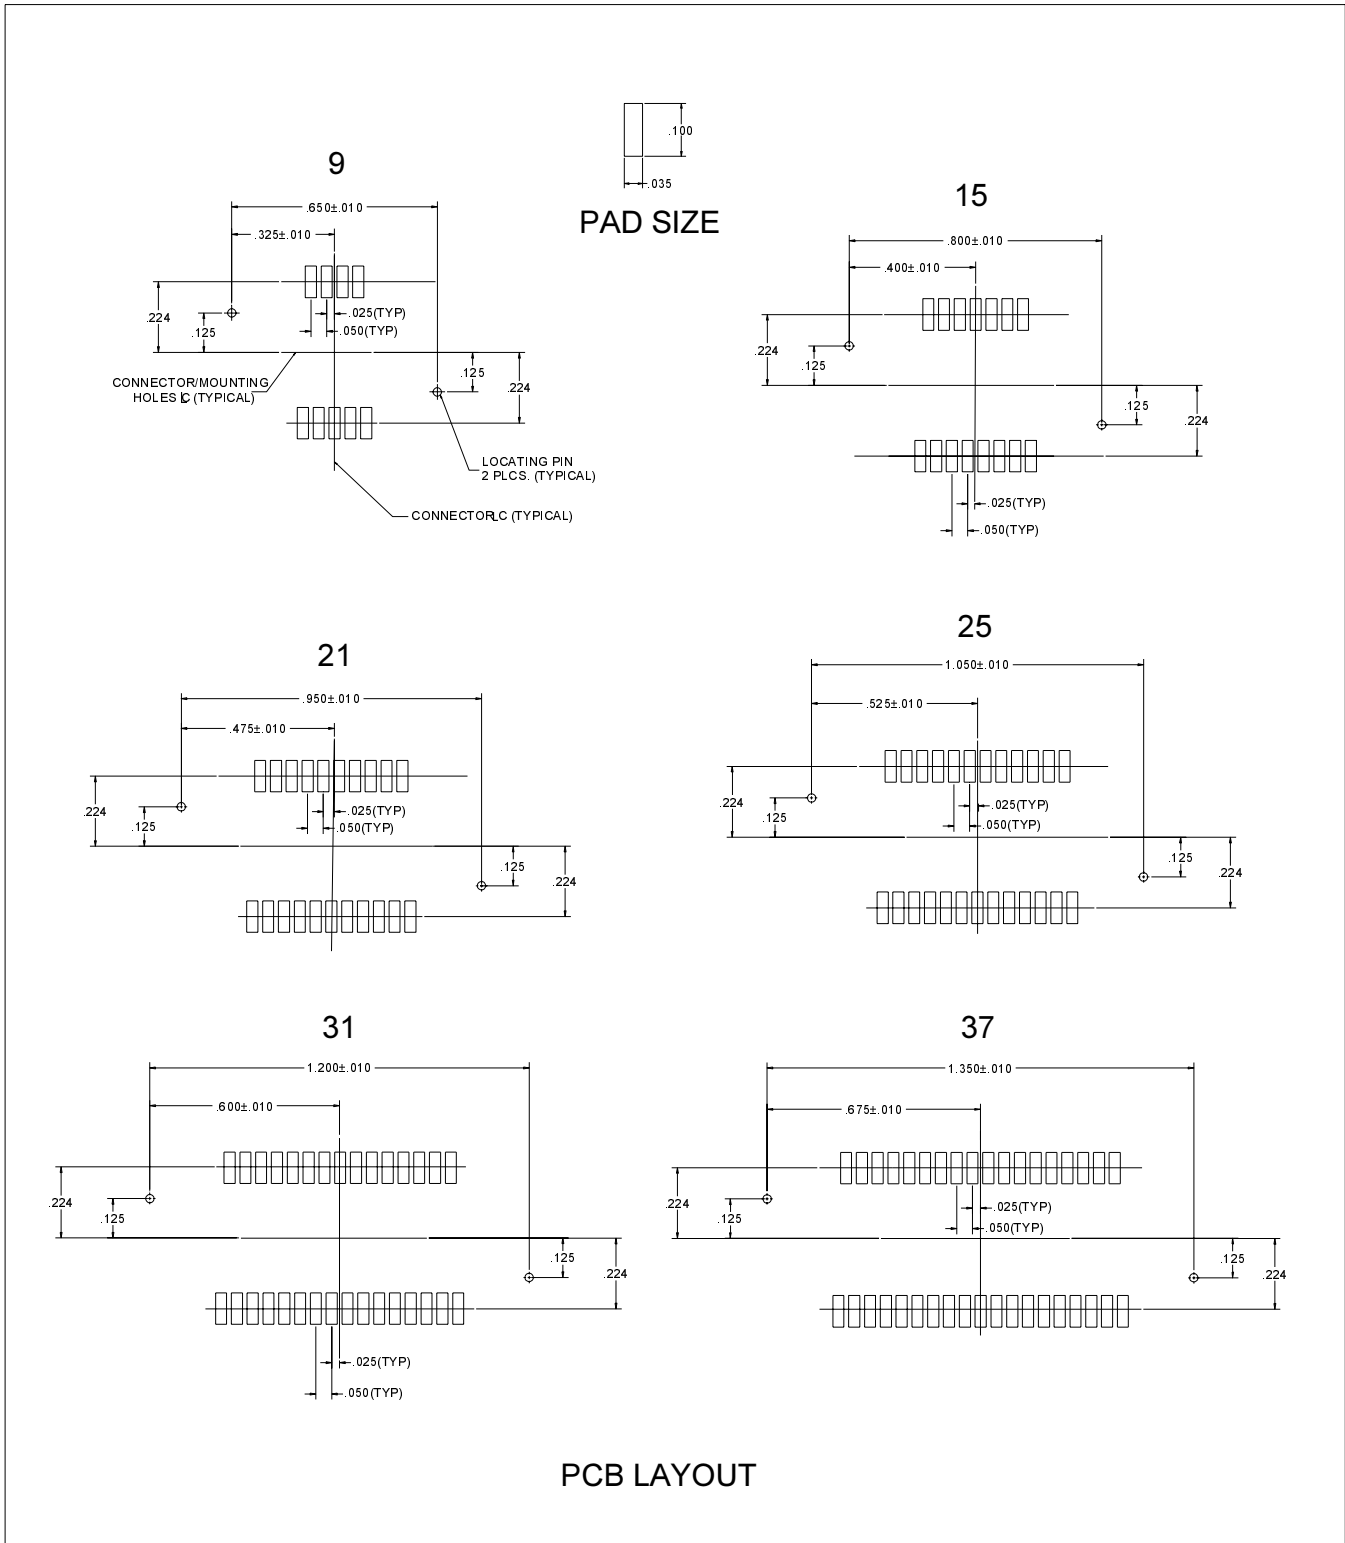 .100
.035
PAD SIZE
9
.650±.010
.325±.010
.224
.125
.025(TYP)
.050(TYP)
.125
.224
CONNECTOR/MOUNTING
HOLES ℄ (TYPICAL)
LOCATING PIN
2 PLCS. (TYPICAL)
CONNECTOR ℄ (TYPICAL)
15
.800±.010
.400±.010
.224
.125
.125
.224
.025(TYP)
.050(TYP)
21
.950±.010
.475±.010
.224
.125
.025(TYP)
.050(TYP)
.125
.224
25
1.050±.010
.525±.010
.224
.125
.025(TYP)
.050(TYP)
.125
.224
31
1.200±.010
.600±.010
.224
.125
.125
.224
.025(TYP)
.050(TYP)
37
1.350±.010
.675±.010
.224
.125
.025(TYP)
.050(TYP)
.125
.224
PCB LAYOUT